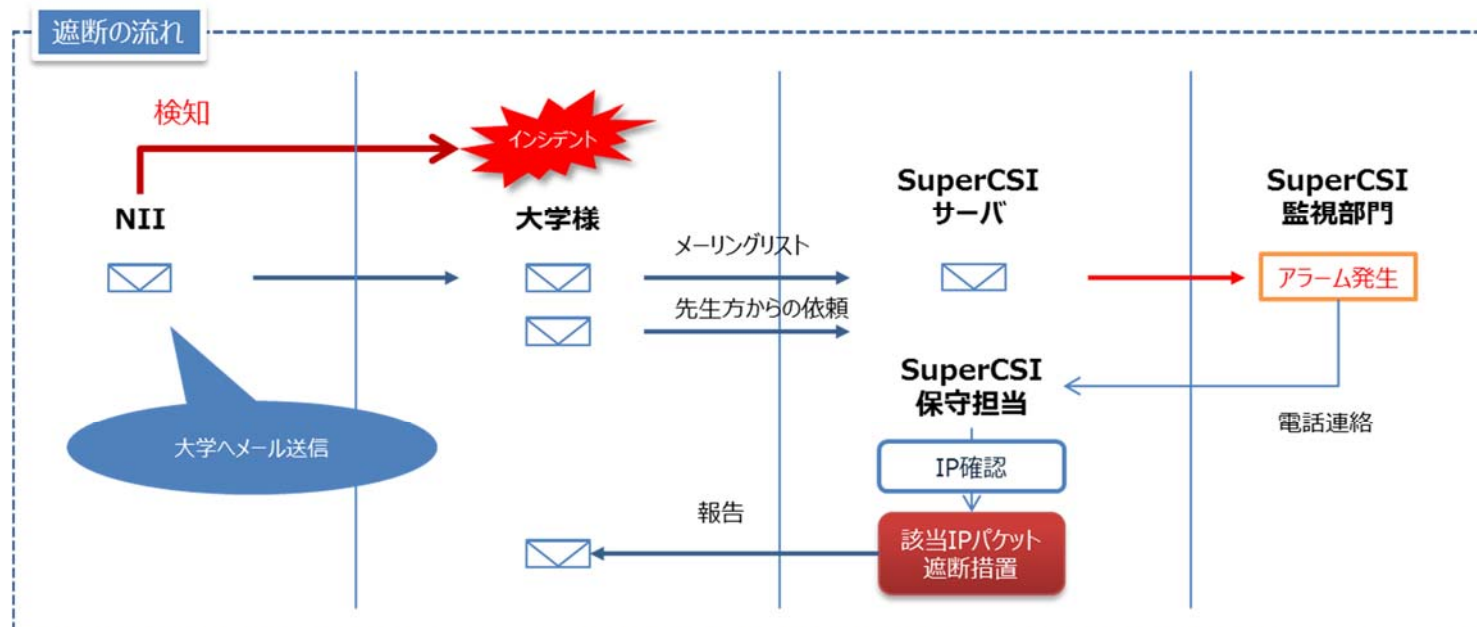 遮断の流れ
検知
インシデント
NII
大学様
SuperCSI
サーバ
SuperCSI
監視部門
メーリングリスト
アラーム発生
先生方からの依頼
SuperCSI
保守担当
電話連絡
大学へメール送信
IP確認
報告
該当IPパケット
遮断措置